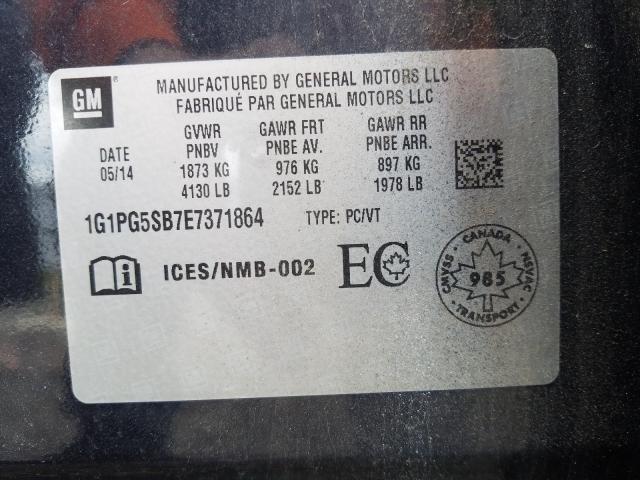 GM
MANUFACTURED BY GENERAL MOTORS LLC
FABRIQUÉ PAR GENERAL MOTORS LLC
DATE
05/14
GVWR
PNBV
1873 KG
4130 LB
GAWR FRT
PNBE AV.
976 KG
2152 LB
GAWR RR
PNBE ARR.
897 KG
1978 LB
1G1PG5SB7E7371864 TYPE: PC/VT
i ICES/NMB-002 EC
CMVSS - CANADA - NSVAC
985
TRANSPORT